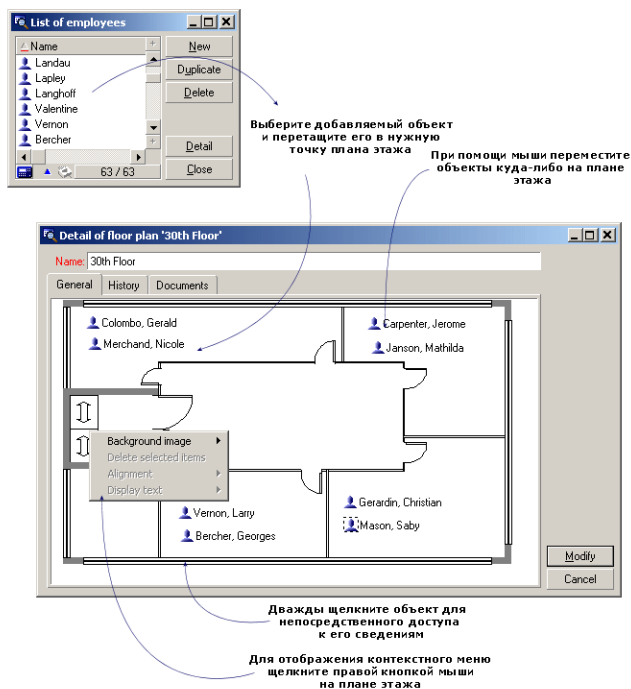 List of employees
Name
New
Landau
Lapley
Duplicate
Langhoff
Delete
Valentine
Vernon
Bercher
Detail
63 / 63
Close
Выберите добавляемый объект
и перетащите его в нужную
точку плана этажа
При помощи мыши переместите
объекты куда-либо на плане
этажа
Detail of floor plan '30th Floor'
Name: 30th Floor
General History Documents
Colombo, Gerald
Carpenter, Jerome
Merchand, Nicole
Janson, Mathilda
Background image
Delete selected items
Alignment
Display text
Gerardin, Christian
Vernon, Larry
Mason, Saby
Bercher, Georges
Modify
Cancel
Дважды щелкните объект для
непосредственного доступа
к его сведениям
Для отображения контекстного меню
щелкните правой кнопкой мыши
на плане этажа